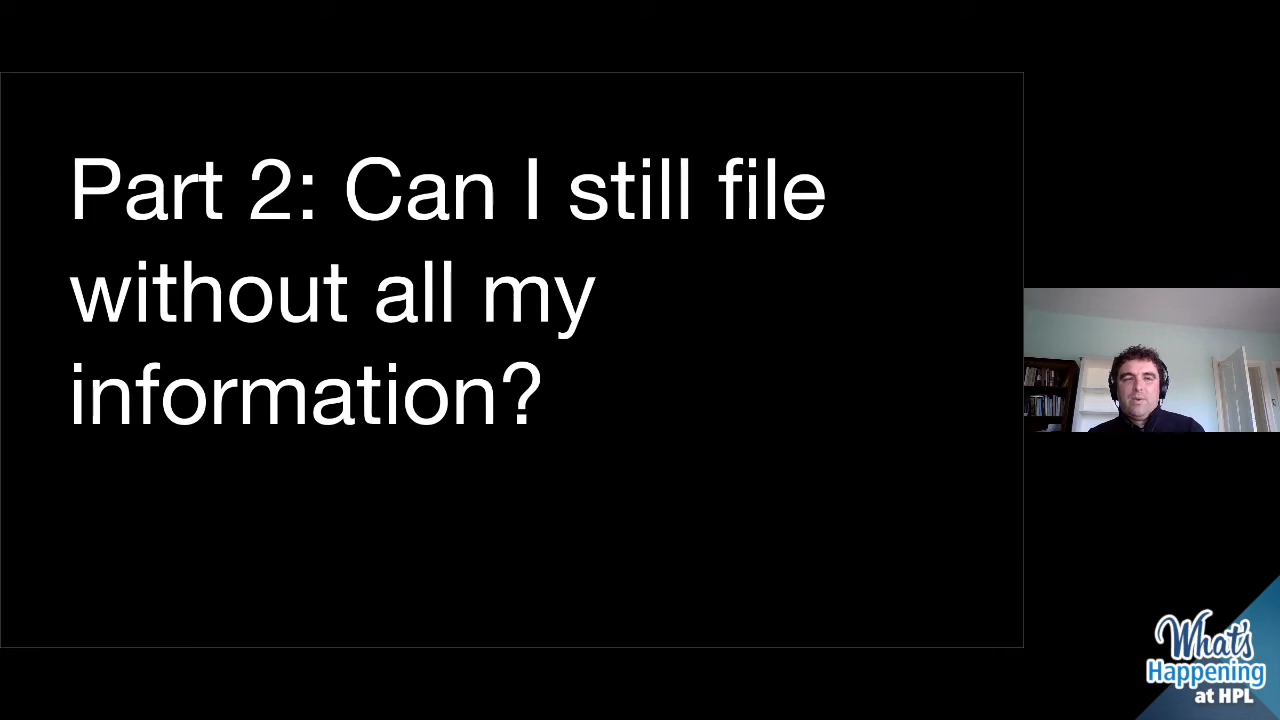 Part 2: Can I still file
without all my
information?
What's
Happening
at HPL